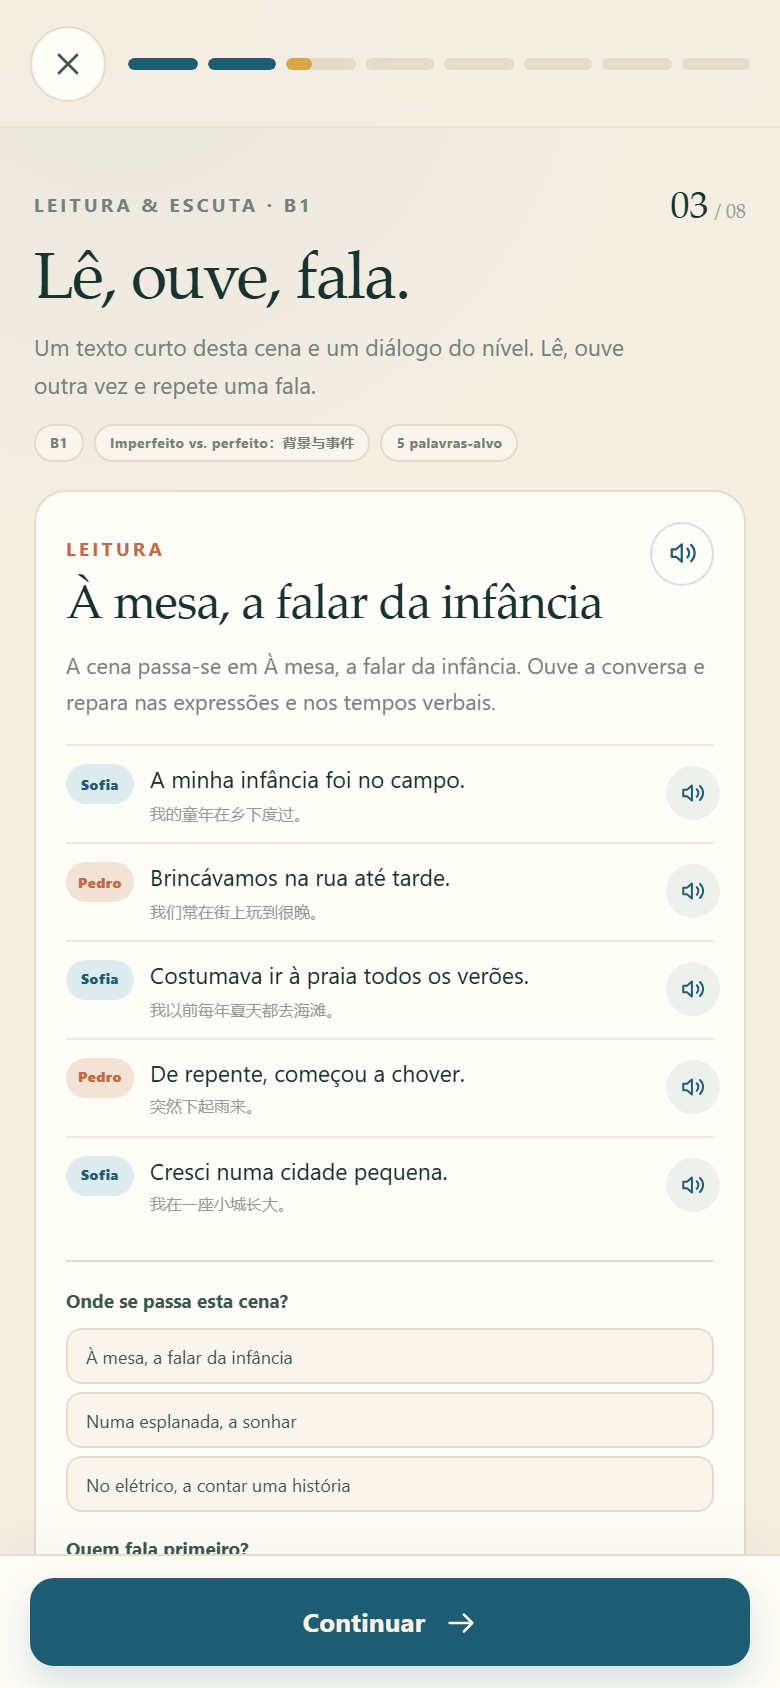 LEITURA & ESCUTA · B1
03 / 08
Lê, ouve, fala.
Um texto curto desta cena e um diálogo do nível. Lê, ouve
outra vez e repete uma fala.
B1
Imperfeito vs. perfeito：背景与事件
5 palavras-alvo
LEITURA
À mesa, a falar da infância
A cena passa-se em À mesa, a falar da infância. Ouve a conversa e
repara nas expressões e nos tempos verbais.
Sofia
A minha infância foi no campo.
我的童年在乡下度过。
Pedro
Brincávamos na rua até tarde.
我们常在街上玩到很晚。
Sofia
Costumava ir à praia todos os verões.
我以前每年夏天都去海滩。
Pedro
De repente, começou a chover.
突然下起雨来。
Sofia
Cresci numa cidade pequena.
我在一座小城长大。
Onde se passa esta cena?
À mesa, a falar da infância
Numa esplanada, a sonhar
No elétrico, a contar uma história
Quem fala primeiro?
Continuar